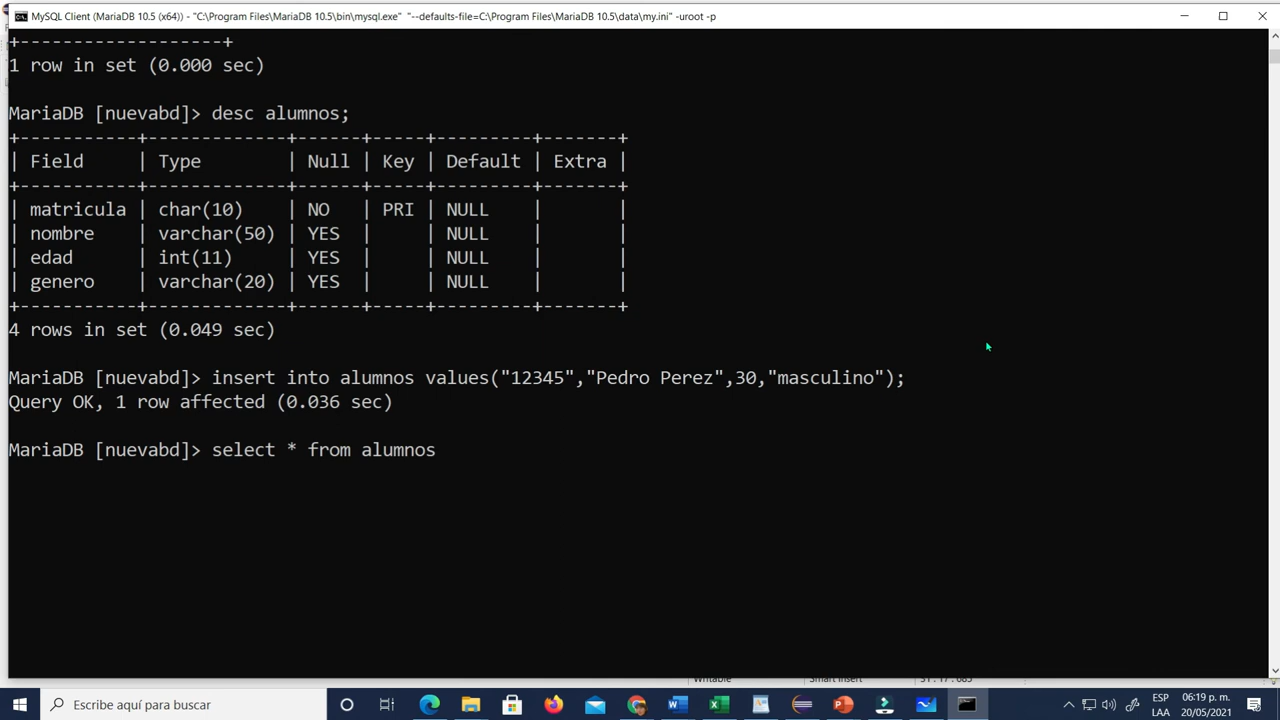 MySQL Client (MariaDB 10.5 (x64)) - "C:\Program Files\MariaDB 10.5\bin\mysql.exe" "--defaults-file=C:\Program Files\MariaDB 10.5\data\my.ini" -uroot -p
+--------------------+
1 row in set (0.000 sec)
MariaDB [nuevabd]> desc alumnos;
+-----------+-------------+------+-----+---------+-------+
| Field     | Type        | Null | Key | Default | Extra |
+-----------+-------------+------+-----+---------+-------+
| matricula | char(10)    | NO   | PRI | NULL    |       |
| nombre    | varchar(50) | YES  |     | NULL    |       |
| edad      | int(11)     | YES  |     | NULL    |       |
| genero    | varchar(20) | YES  |     | NULL    |       |
+-----------+-------------+------+-----+---------+-------+
4 rows in set (0.049 sec)
MariaDB [nuevabd]> insert into alumnos values("12345","Pedro Perez",30,"masculino");
Query OK, 1 row affected (0.036 sec)
MariaDB [nuevabd]> select * from alumnos
Escribe aquí para buscar
ESP 06:19 p. m.
LAA 20/05/2021